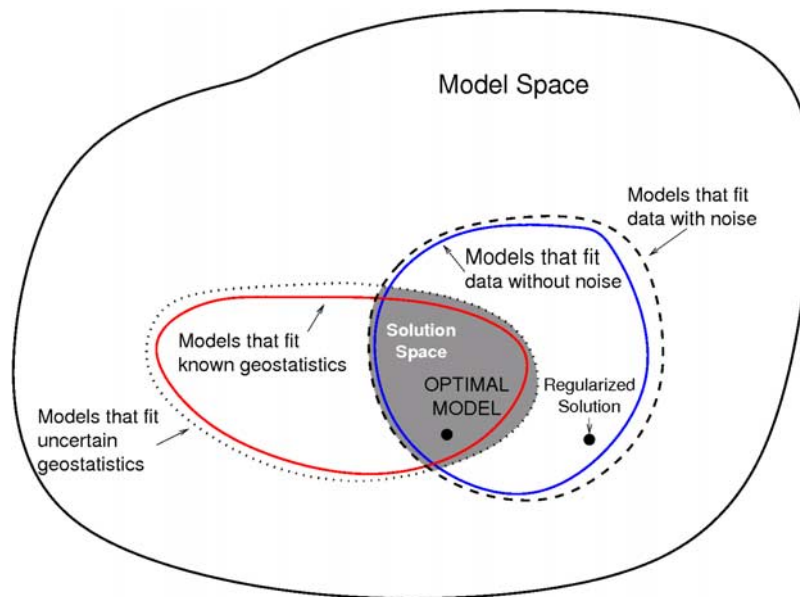 Model Space
Models that fit
data with noise
Models that fit
data without noise
Models that fit
known geostatistics
Solution
Space
OPTIMAL
MODEL
Regularized
Solution
Models that fit
uncertain
geostatistics